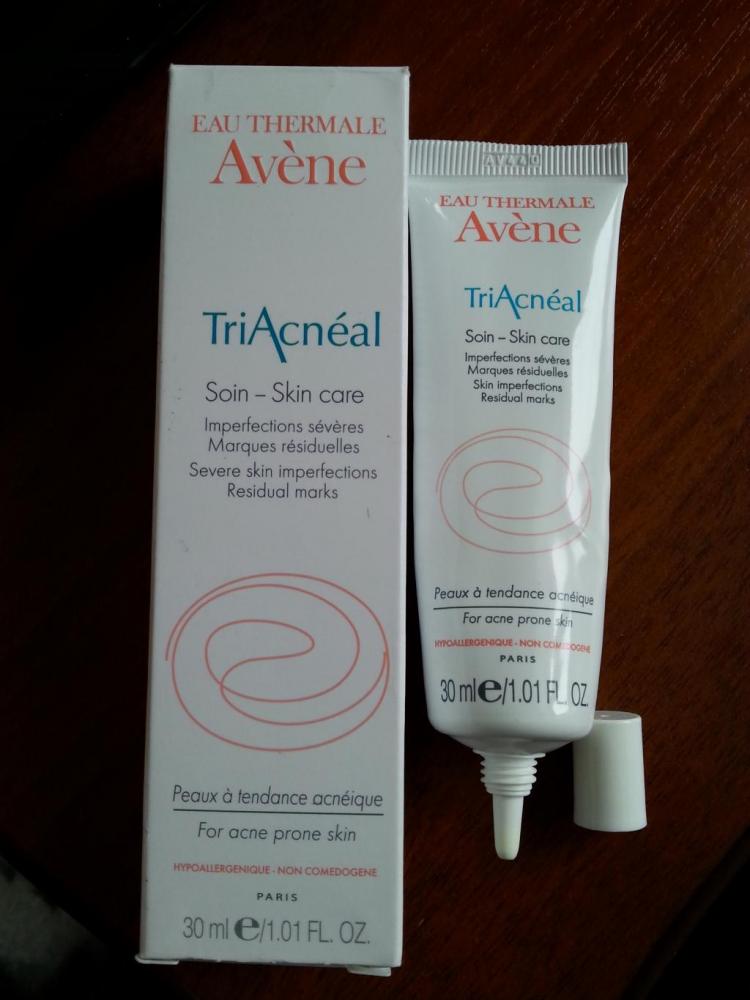 EAU THERMALE
Avène
TriAcnéal
Soin – Skin care
Imperfections sévères
Marques résiduelles
Severe skin imperfections
Residual marks
Peaux à tendance acnéique
For acne prone skin
HYPOALLERGENIQUE - NON COMEDOGENE
PARIS
30 ml e/1.01 FL. OZ.
EAU THERMALE
Avène
TriAcnéal
Soin – Skin care
Imperfections sévères
Marques résiduelles
Skin imperfections
Residual marks
Peaux à tendance acnéique
For acne prone skin
HYPOALLERGENIQUE - NON COMEDOGENE
PARIS
30 ml e/1.01 FL. OZ.